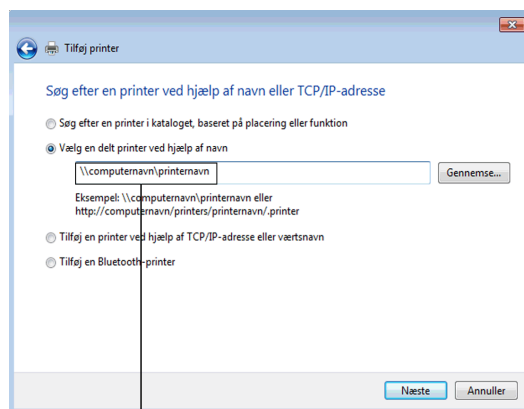 Tilføj printer
Søg efter en printer ved hjælp af navn eller TCP/IP-adresse
Søg efter en printer i kataloget, baseret på placering eller funktion
Vælg en delt printer ved hjælp af navn
\\computernavn\printernavn
Gennemse...
Eksempel: \\computernavn\printernavn eller
http://computernavn/printers/printernavn/.printer
Tilføj en printer ved hjælp af TCP/IP-adresse eller værtsnavn
Tilføj en Bluetooth-printer
Næste
Annuller